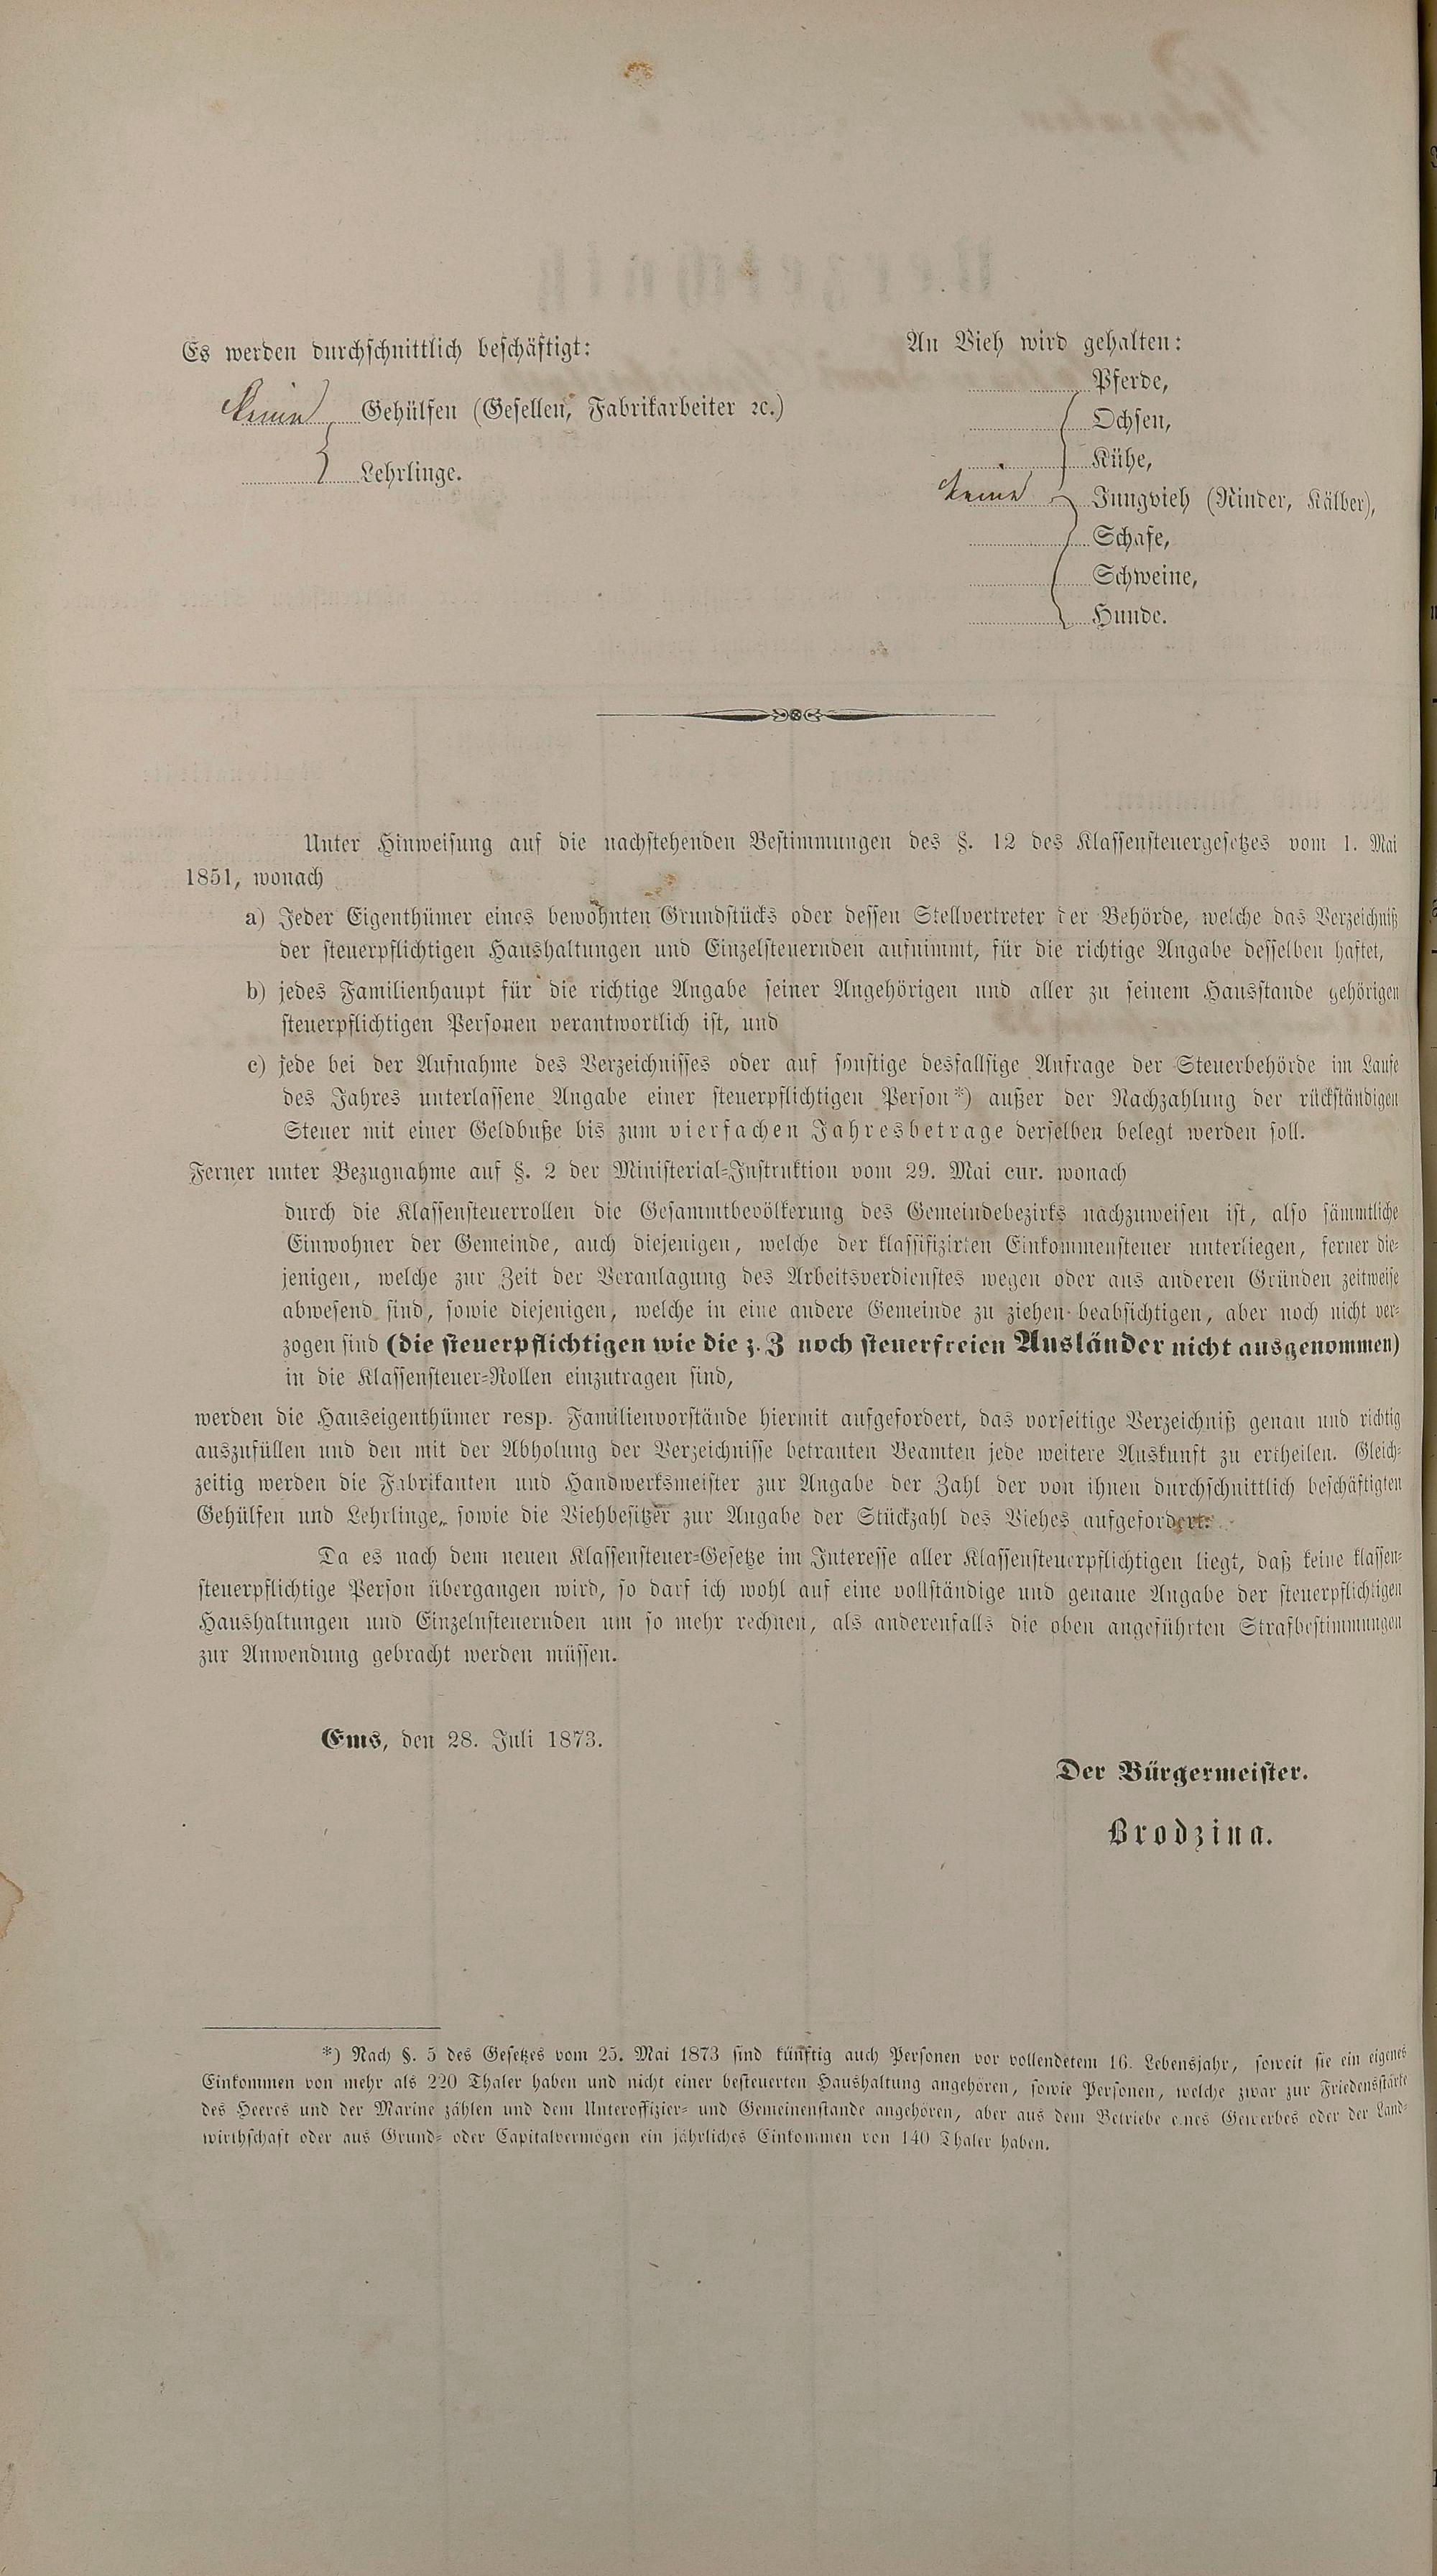 Es werden durchschnittlich beschäftigt:
keine Gehülfen (Gesellen, Fabrikarbeiter ꝛc.)
Lehrlinge.
An Vieh wird gehalten:
Pferde,
Ochsen,
Kühe,
keine Jungvieh (Rinder, Kälber),
Schafe,
Schweine,
Hunde.
Unter Hinweisung auf die nachstehenden Bestimmungen des §. 12 des Klassensteuergesetzes vom 1. Mai
1851, wonach
a) Jeder Eigenthümer eines bewohnten Grundstücks oder dessen Stellvertreter der Behörde, welche das Verzeichniß
der steuerpflichtigen Haushaltungen und Einzelsteuernden aufnimmt, für die richtige Angabe desselben haftet,
b) jedes Familienhaupt für die richtige Angabe seiner Angehörigen und aller zu seinem Hausstande gehörigen
steuerpflichtigen Personen verantwortlich ist, und
c) jede bei der Aufnahme des Verzeichnisses oder auf sonstige desfallsige Anfrage der Steuerbehörde im Laufe
des Jahres unterlassene Angabe einer steuerpflichtigen Person*) außer der Nachzahlung der rückständigen
Steuer mit einer Geldbuße bis zum vierfachen Jahresbetrage derselben belegt werden soll.
Ferner unter Bezugnahme auf §. 2 der Ministerial-Instruktion vom 29. Mai cur. wonach
durch die Klassensteuerrollen die Gesammtbevölkerung des Gemeindebezirks nachzuweisen ist, also sämmtliche
Einwohner der Gemeinde, auch diejenigen, welche der klassifizirten Einkommensteuer unterliegen, ferner die-
jenigen, welche zur Zeit der Veranlagung des Arbeitsverdienstes wegen oder aus anderen Gründen zeitweise
abwesend sind, sowie diejenigen, welche in eine andere Gemeinde zu ziehen beabsichtigen, aber noch nicht ver-
zogen sind (die steuerpflichtigen wie die z. Z noch steuerfreien Ausländer nicht ausgenommen)
in die Klassensteuer-Rollen einzutragen sind,
werden die Hauseigenthümer resp. Familienvorstände hiermit aufgefordert, das vorseitige Verzeichniß genau und richtig
auszufüllen und den mit der Abholung der Verzeichnisse betrauten Beamten jede weitere Auskunft zu ertheilen. Gleich-
zeitig werden die Fabrikanten und Handwerksmeister zur Angabe der Zahl der von ihnen durchschnittlich beschäftigten
Gehülfen und Lehrlinge, sowie die Viehbesitzer zur Angabe der Stückzahl des Viehes aufgefordert.
Da es nach dem neuen Klassensteuer-Gesetze im Interesse aller Klassensteuerpflichtigen liegt, daß keine klassen-
steuerpflichtige Person übergangen wird, so darf ich wohl auf eine vollständige und genaue Angabe der steuerpflichtigen
Haushaltungen und Einzelnsteuernden um so mehr rechnen, als anderenfalls die oben angeführten Strafbestimmungen
zur Anwendung gebracht werden müssen.
Ems, den 28. Juli 1873.
Der Bürgermeister.
Brodzina.
*) Nach §. 5 des Gesetzes vom 25. Mai 1873 sind künftig auch Personen vor vollendetem 16. Lebensjahr, soweit sie ein eigenes
Einkommen von mehr als 220 Thaler haben und nicht einer besteuerten Haushaltung angehören, sowie Personen, welche zwar zur Friedensstärke
des Heeres und der Marine zählen und dem Unteroffizier- und Gemeinenstande angehören, aber aus dem Betriebe eines Gewerbes oder der Land-
wirthschaft oder aus Grund- oder Capitalvermögen ein jährliches Einkommen von 140 Thaler haben.